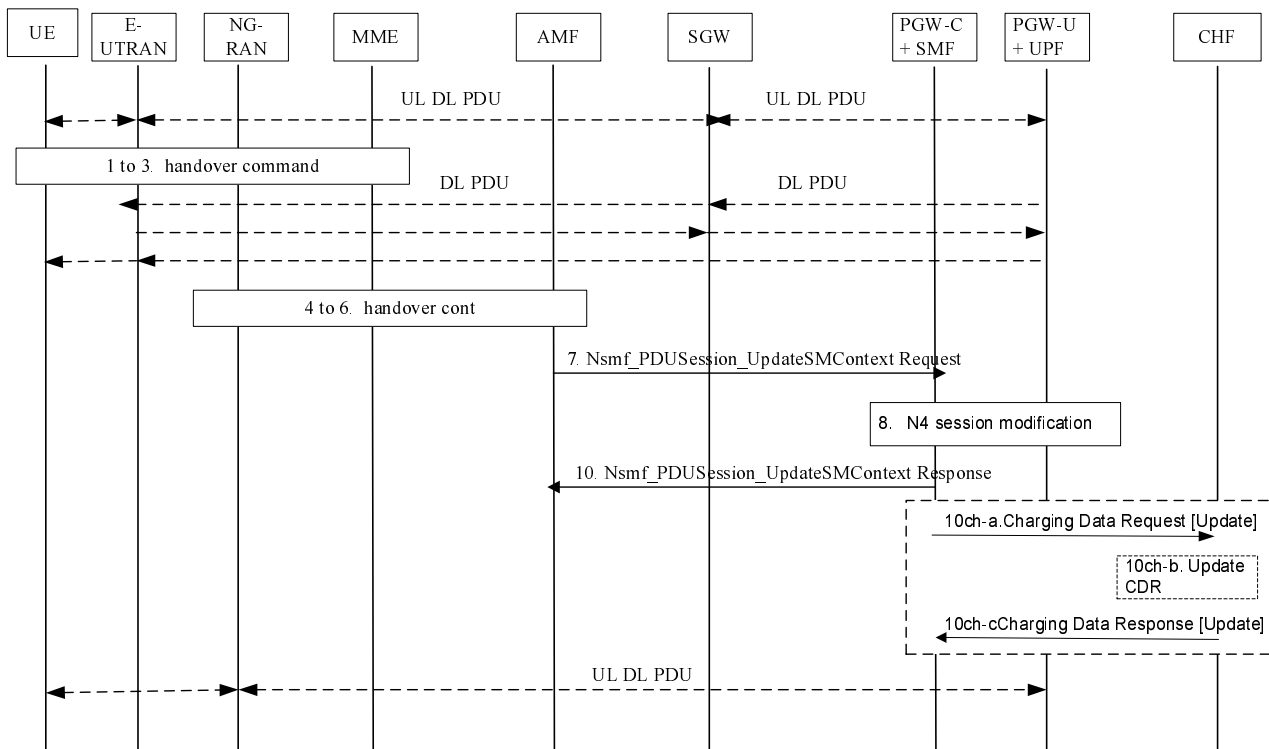 UE
E-
UTRAN
NG-
RAN
MME
AMF
SGW
PGW-C
+ SMF
PGW-U
+ UPF
CHF
UL DL PDU
UL DL PDU
1 to 3. handover command
DL PDU
DL PDU
4 to 6. handover cont
7. Nsmf_PDUSession_UpdateSMContext Request
8. N4 session modification
10. Nsmf_PDUSession_UpdateSMContext Response
10ch-a.Charging Data Request [Update]
10ch-b. Update
CDR
10ch-cCharging Data Response [Update]
UL DL PDU